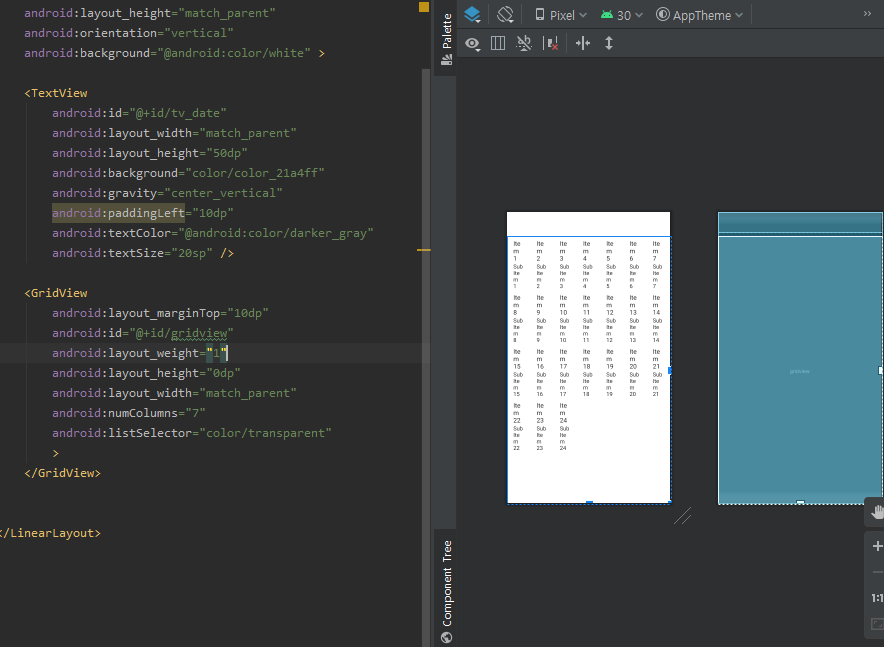 android:layout_height="match_parent"
android:orientation="vertical"
android:background="@android:color/white" >
<TextView
android:id="@+id/tv_date"
android:layout_width="match_parent"
android:layout_height="50dp"
android:background="color/color_21a4ff"
android:gravity="center_vertical"
android:paddingLeft="10dp"
android:textColor="@android:color/darker_gray"
android:textSize="20sp" />
<GridView
android:layout_marginTop="10dp"
android:id="@+id/gridview"
android:layout_weight="1"
android:layout_height="0dp"
android:layout_width="match_parent"
android:numColumns="7"
android:listSelector="color/transparent"
>
</GridView>
</LinearLayout>
Palette
Component Tree
Pixel 30 AppTheme »
Ite Ite Ite Ite Ite Ite Ite
m m m m m m m
1 2 3 4 5 6 7
Sub Sub Sub Sub Sub Sub Sub
Ite Ite Ite Ite Ite Ite Ite
m m m m m m m
1 2 3 4 5 6 7
Ite Ite Ite Ite Ite Ite Ite
m m m m m m m
8 9 10 11 12 13 14
Sub Sub Sub Sub Sub Sub Sub
Ite Ite Ite Ite Ite Ite Ite
m m m m m m m
8 9 10 11 12 13 14
Ite Ite Ite Ite Ite Ite Ite
m m m m m m m
15 16 17 18 19 20 21
Sub Sub Sub Sub Sub Sub Sub
Ite Ite Ite Ite Ite Ite Ite
m m m m m m m
15 16 17 18 19 20 21
Ite Ite Ite
m m m
22 23 24
Sub Sub Sub
Ite Ite Ite
m m m
22 23 24
gridview
1:1